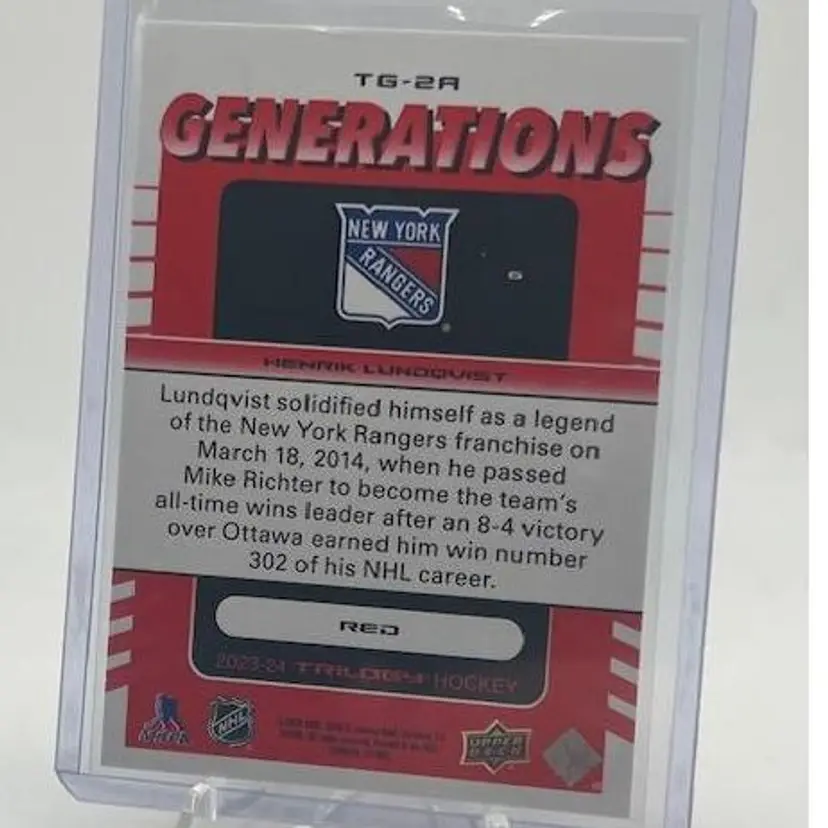 TG-2A
GENERATIONS
NEW YORK
RANGERS
HENRIK LUNDQVIST
Lundqvist solidified himself as a legend
of the New York Rangers franchise on
March 18, 2014, when he passed
Mike Richter to become the team's
all-time wins leader after an 8-4 victory
over Ottawa earned him win number
302 of his NHL career.
RED
2023-24 TRILOGY HOCKEY
NHLPA
NHL
UPPER
DECK